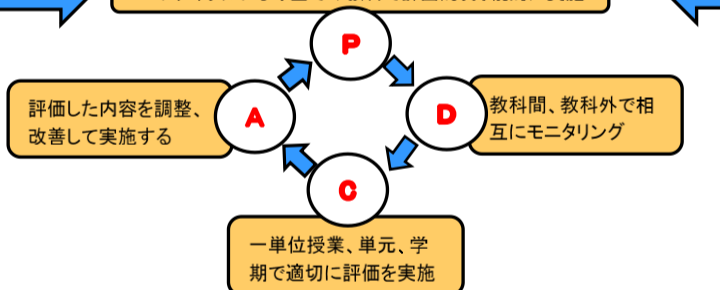 P
評価した内容を調整、
改善して実施する
A
D
教科間、教科外で相
互にモニタリング
C
一単位授業、単元、学
期で適切に評価を実施